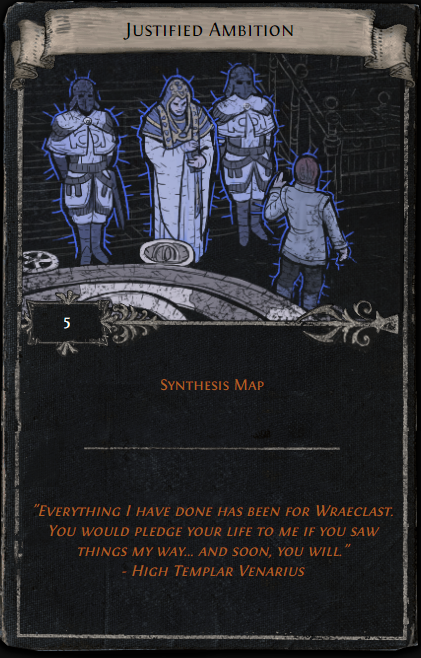 Justified Ambition
5
Synthesis Map
"Everything I have done has been for Wraeclast.
You would pledge your life to me if you saw
things my way... and soon, you will."
- High Templar Venarius